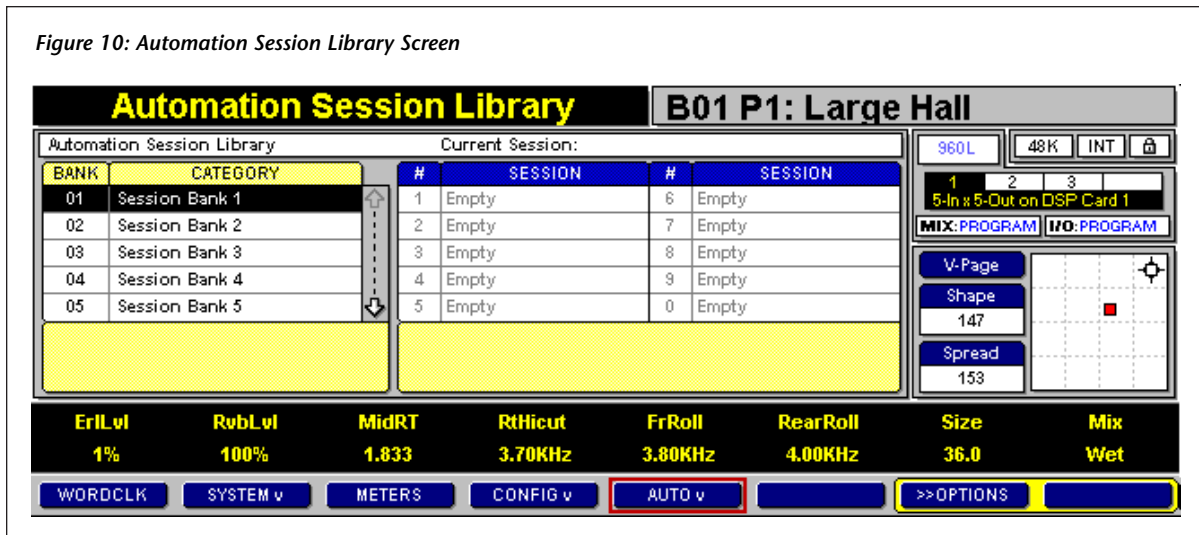 Figure 10: Automation Session Library Screen
Automation Session Library
B01 P1: Large Hall
Automation Session Library Current Session:
960L 48K INT
BANK CATEGORY # SESSION # SESSION
01 Session Bank 1 1 Empty 6 Empty
02 Session Bank 2 2 Empty 7 Empty
03 Session Bank 3 3 Empty 8 Empty
04 Session Bank 4 4 Empty 9 Empty
05 Session Bank 5 5 Empty 0 Empty
1 2 3
5-In x 5-Out on DSP Card 1
MIX:PROGRAM I/O:PROGRAM
V-Page
Shape
147
Spread
153
ErlLvl RvbLvl MidRT RtHicut FrRoll RearRoll Size Mix
1% 100% 1.833 3.70KHz 3.80KHz 4.00KHz 36.0 Wet
WORDCLK SYSTEM v METERS CONFIG v AUTO v >>OPTIONS